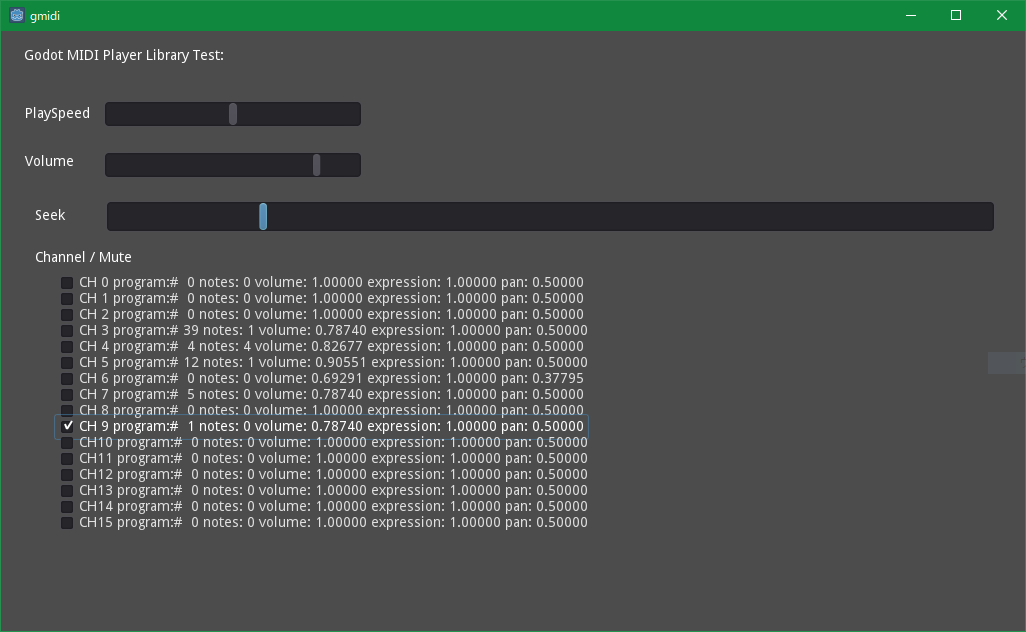 gmidi
Godot MIDI Player Library Test:
PlaySpeed
Volume
Seek
Channel / Mute
CH 0 program:#  0 notes: 0 volume: 1.00000 expression: 1.00000 pan: 0.50000
CH 1 program:#  0 notes: 0 volume: 1.00000 expression: 1.00000 pan: 0.50000
CH 2 program:#  0 notes: 0 volume: 1.00000 expression: 1.00000 pan: 0.50000
CH 3 program:# 39 notes: 1 volume: 0.78740 expression: 1.00000 pan: 0.50000
CH 4 program:#  4 notes: 4 volume: 0.82677 expression: 1.00000 pan: 0.50000
CH 5 program:# 12 notes: 1 volume: 0.90551 expression: 1.00000 pan: 0.50000
CH 6 program:#  0 notes: 0 volume: 0.69291 expression: 1.00000 pan: 0.37795
CH 7 program:#  5 notes: 0 volume: 0.78740 expression: 1.00000 pan: 0.50000
CH 8 program:#  0 notes: 0 volume: 1.00000 expression: 1.00000 pan: 0.50000
CH 9 program:#  1 notes: 0 volume: 0.78740 expression: 1.00000 pan: 0.50000
CH10 program:#  0 notes: 0 volume: 1.00000 expression: 1.00000 pan: 0.50000
CH11 program:#  0 notes: 0 volume: 1.00000 expression: 1.00000 pan: 0.50000
CH12 program:#  0 notes: 0 volume: 1.00000 expression: 1.00000 pan: 0.50000
CH13 program:#  0 notes: 0 volume: 1.00000 expression: 1.00000 pan: 0.50000
CH14 program:#  0 notes: 0 volume: 1.00000 expression: 1.00000 pan: 0.50000
CH15 program:#  0 notes: 0 volume: 1.00000 expression: 1.00000 pan: 0.50000